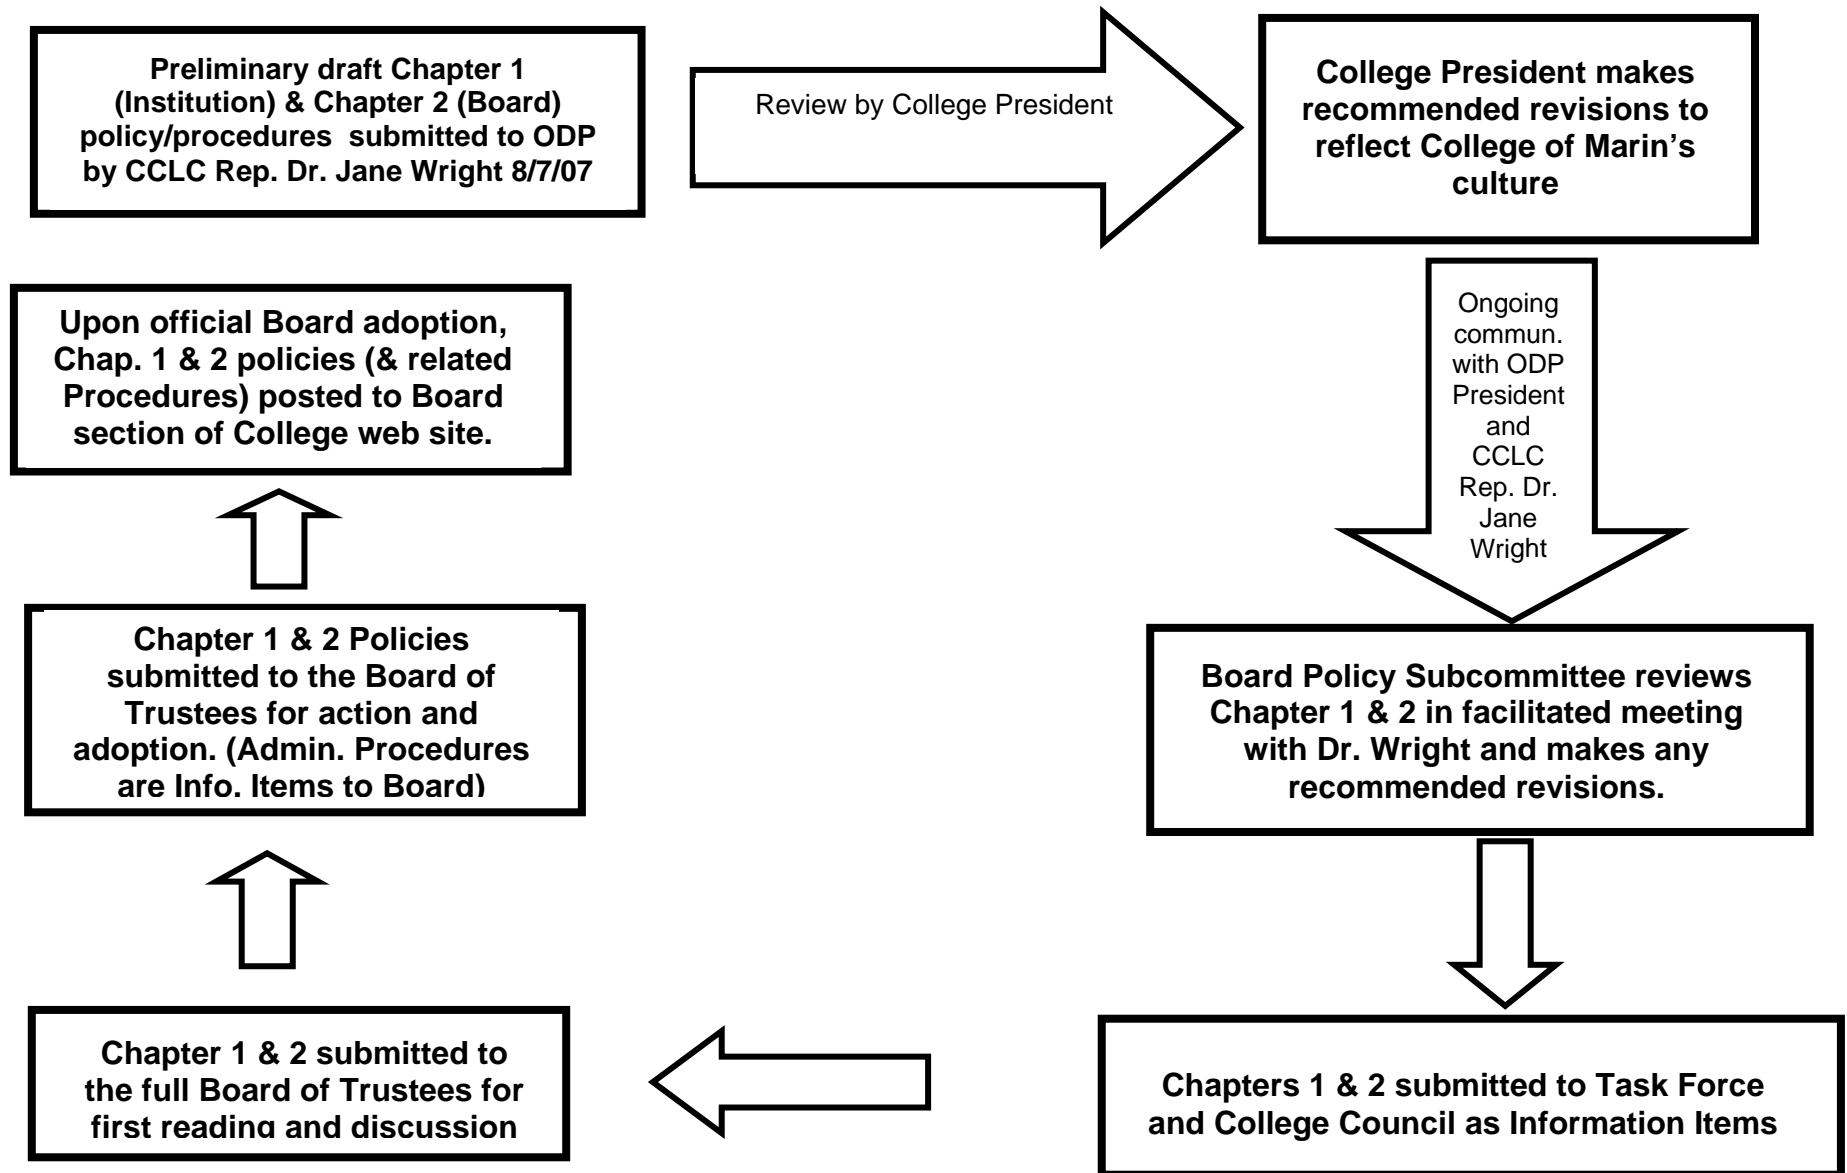 Preliminary draft Chapter 1
(Institution) & Chapter 2 (Board)
policy/procedures  submitted to ODP
by CCLC Rep. Dr. Jane Wright 8/7/07
Review by College President
College President makes
recommended revisions to
reflect College of Marin’s
culture
Ongoing
commun.
with ODP
President
and
CCLC
Rep. Dr.
Jane
Wright
Board Policy Subcommittee reviews
Chapter 1 & 2 in facilitated meeting
with Dr. Wright and makes any
recommended revisions.
Chapters 1 & 2 submitted to Task Force
and College Council as Information Items
Chapter 1 & 2 submitted to
the full Board of Trustees for
first reading and discussion
Chapter 1 & 2 Policies
submitted to the Board of
Trustees for action and
adoption. (Admin. Procedures
are Info. Items to Board)
Upon official Board adoption,
Chap. 1 & 2 policies (& related
Procedures) posted to Board
section of College web site.